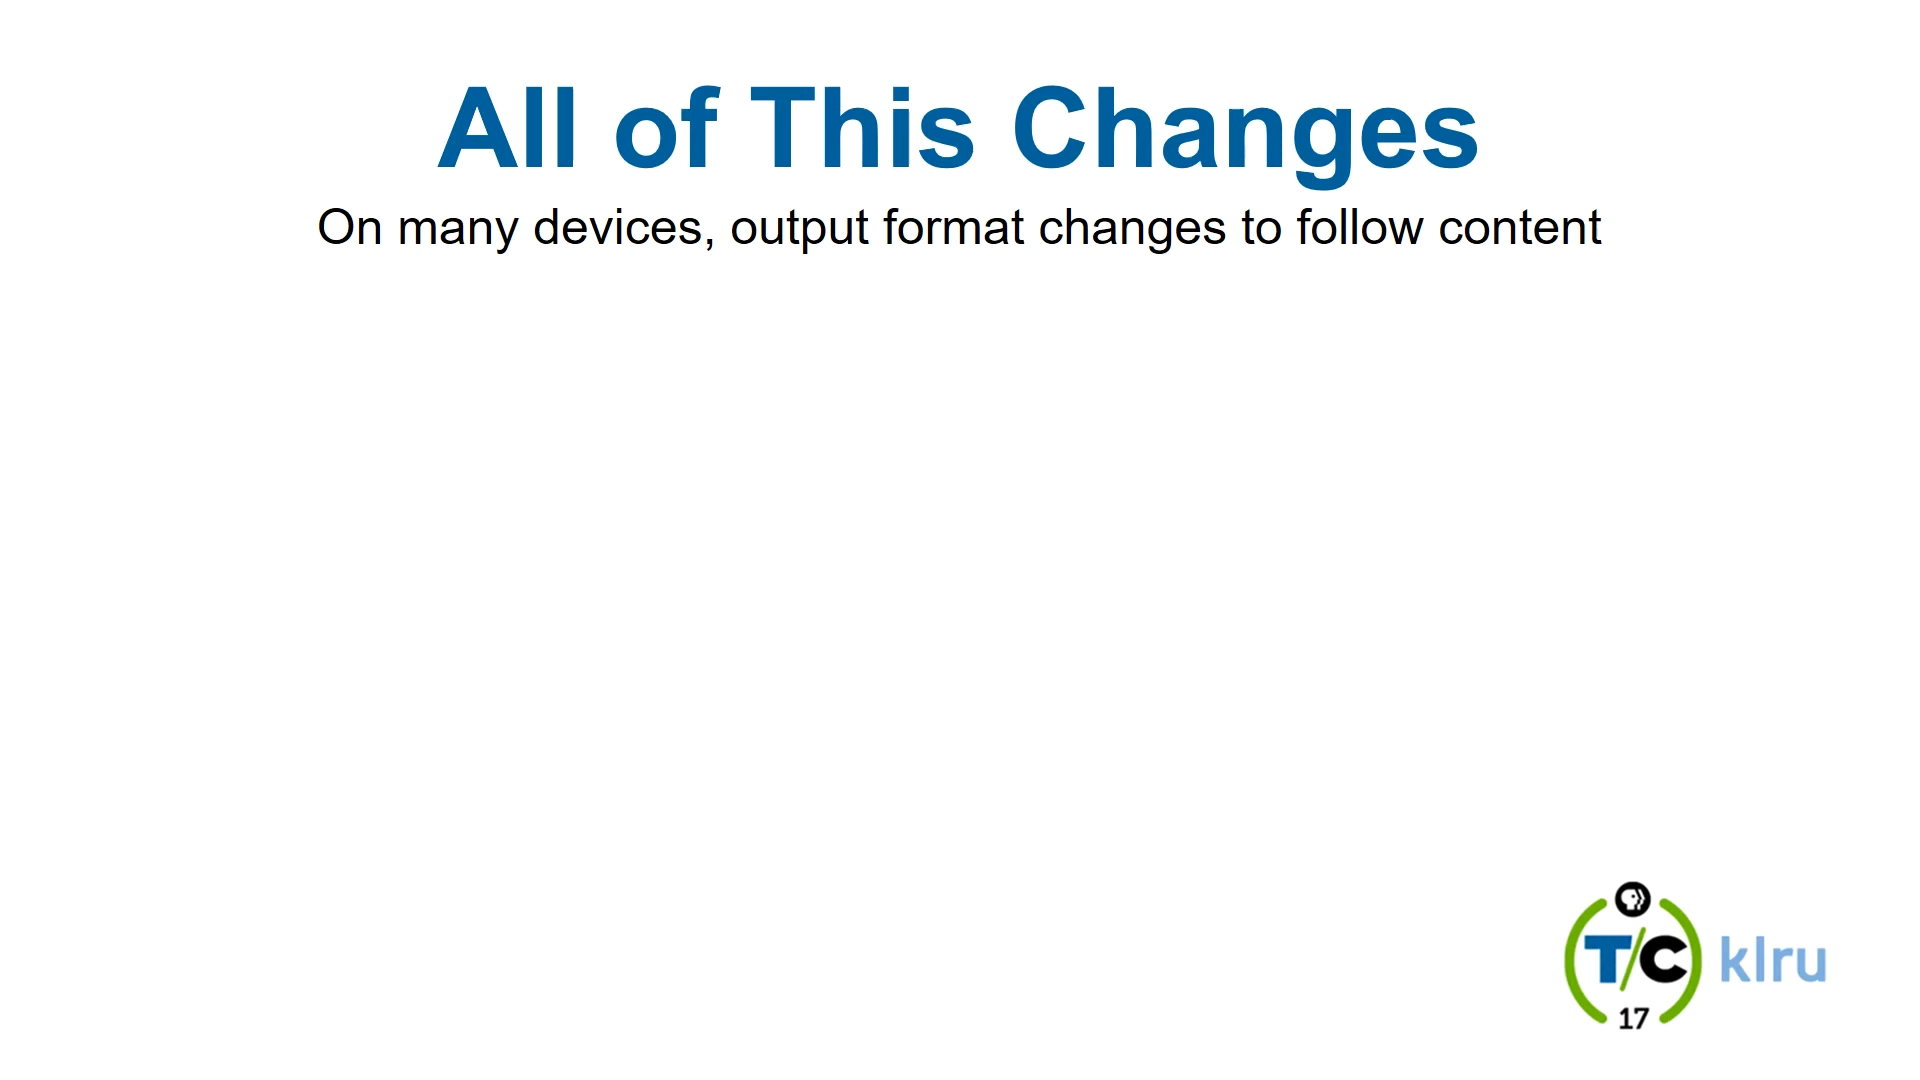 All of This Changes
On many devices, output format changes to follow content
T/C klru
17